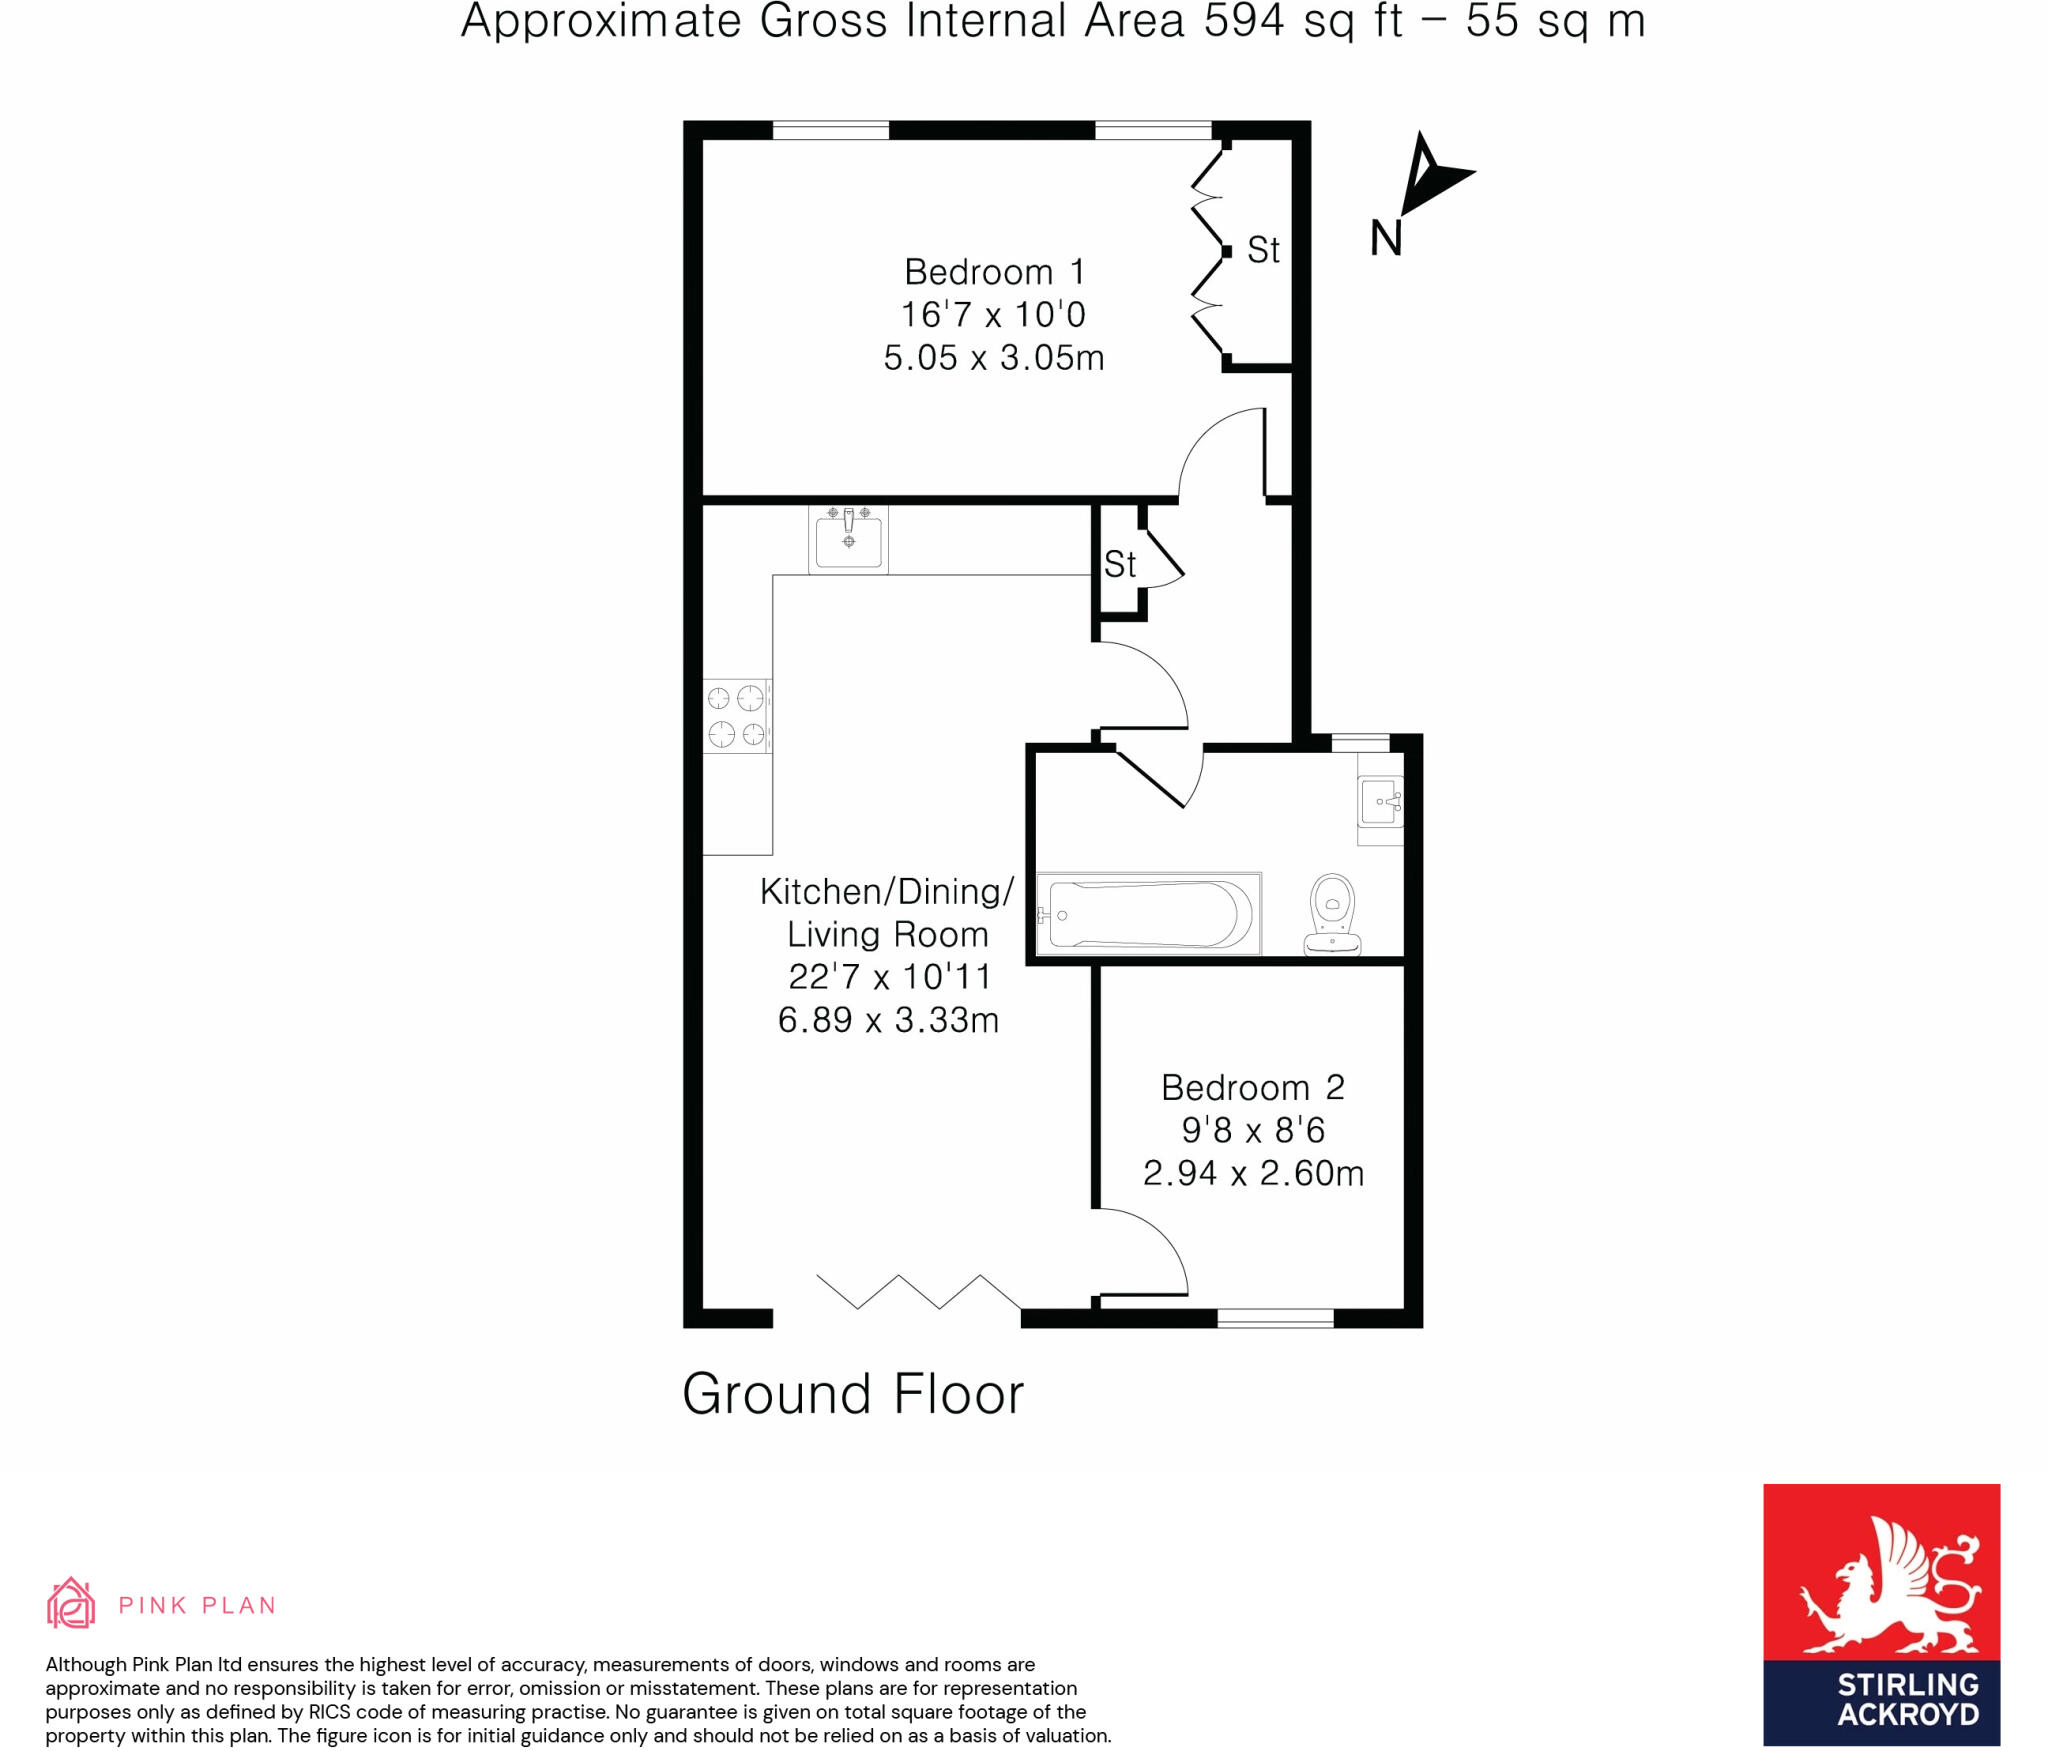 Approximate Gross Internal Area 594 sq ft – 55 sq m
N
St
Bedroom 1
16'7 x 10'0
5.05 x 3.05m
St
Kitchen/Dining/
Living Room
22'7 x 10'11
6.89 x 3.33m
Bedroom 2
9'8 x 8'6
2.94 x 2.60m
Ground Floor
PINK PLAN
Although Pink Plan ltd ensures the highest level of accuracy, measurements of doors, windows and rooms are
approximate and no responsibility is taken for error, omission or misstatement. These plans are for representation
purposes only as defined by RICS code of measuring practise. No guarantee is given on total square footage of the
property within this plan. The figure icon is for initial guidance only and should not be relied on as a basis of valuation.
STIRLING
ACKROYD